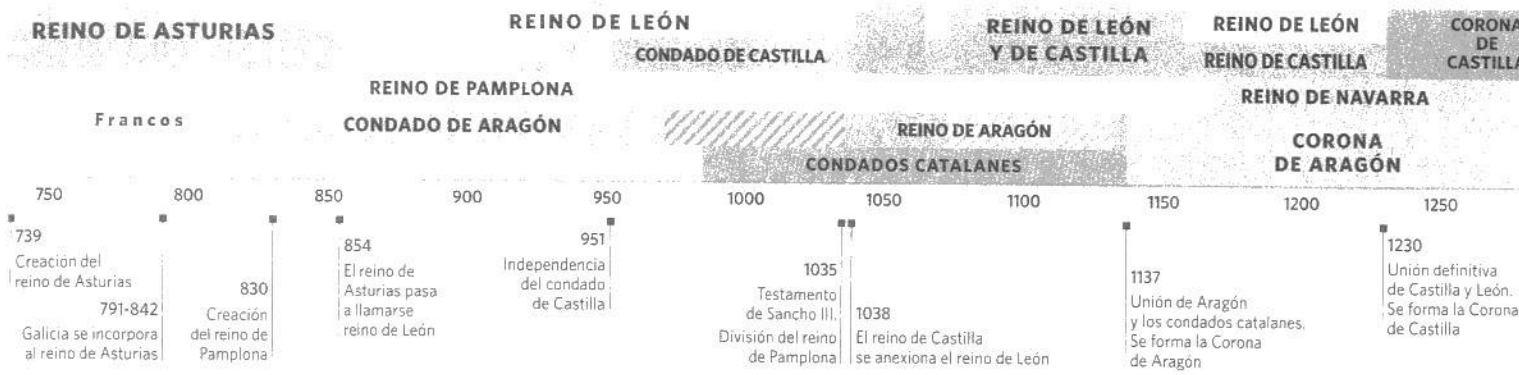 REINO DE ASTURIAS
REINO DE LEÓN
CONDADO DE CASTILLA
REINO DE LEÓN
Y DE CASTILLA
REINO DE LEÓN
REINO DE CASTILLA
CORONA
DE
CASTILLA
REINO DE PAMPLONA
REINO DE NAVARRA
Francos
CONDADO DE ARAGÓN
REINO DE ARAGÓN
CONDADOS CATALANES
CORONA
DE ARAGÓN
750 800 850 900 950 1000 1050 1100 1150 1200 1250
739
Creación del
reino de Asturias
791-842
Galicia se incorpora
al reino de Asturias
830
Creación
del reino de
Pamplona
854
El reino de
Asturias pasa
a llamarse
reino de León
951
Independencia
del condado
de Castilla
1035
Testamento
de Sancho III.
División del reino
de Pamplona
1038
El reino de Castilla
se anexiona el reino de León
1137
Unión de Aragón
y los condados catalanes.
Se forma la Corona
de Aragón
1230
Unión definitiva
de Castilla y León.
Se forma la Corona
de Castilla